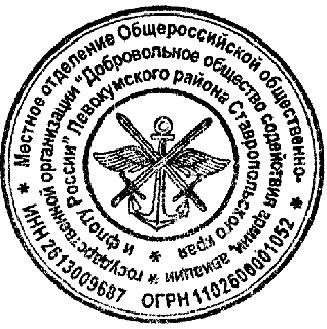 * Местное отделение Общероссийской общественно-
государственной организации "Добровольное общество содействия армии, авиации
и флоту России" Левокумского района Ставропольского края *
* ИНН 2613009687 ОГРН 1102600001052 *